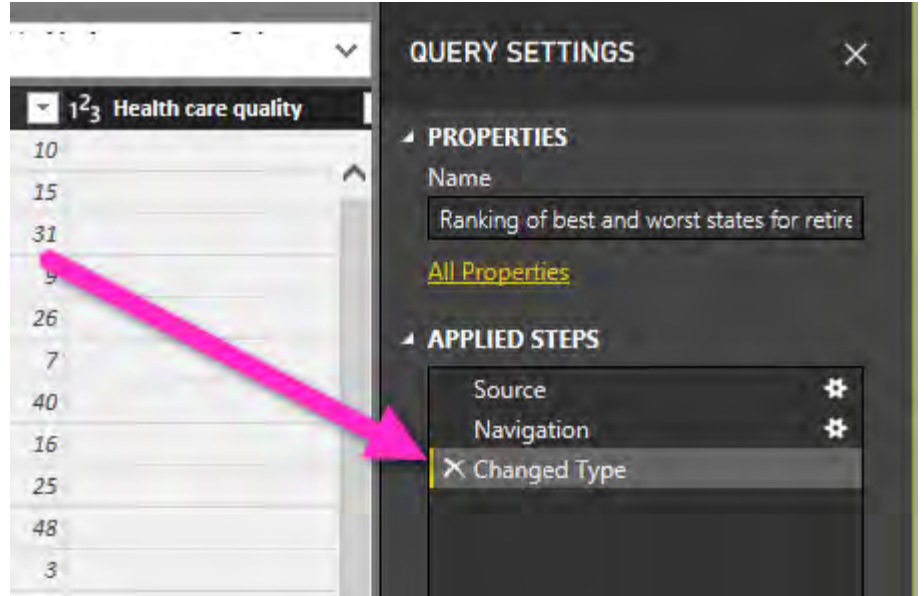 QUERY SETTINGS
1²3 Health care quality
10
15
31
9
26
7
40
16
25
48
3
PROPERTIES
Name
Ranking of best and worst states for retire
All Properties
APPLIED STEPS
Source
Navigation
Changed Type